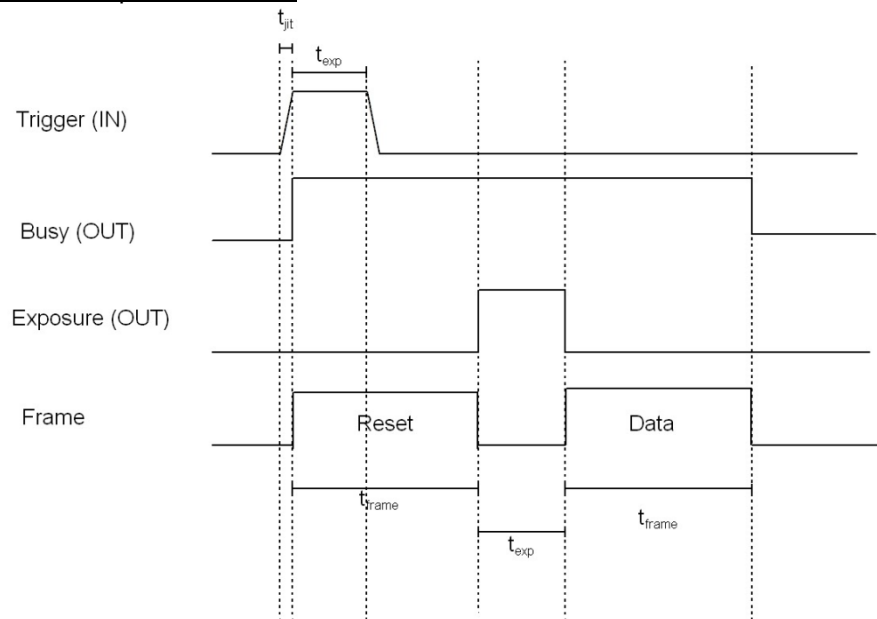 t_jit
t_exp
Trigger (IN)
Busy (OUT)
Exposure (OUT)
Frame
Reset
Data
t_frame
t_frame
t_exp